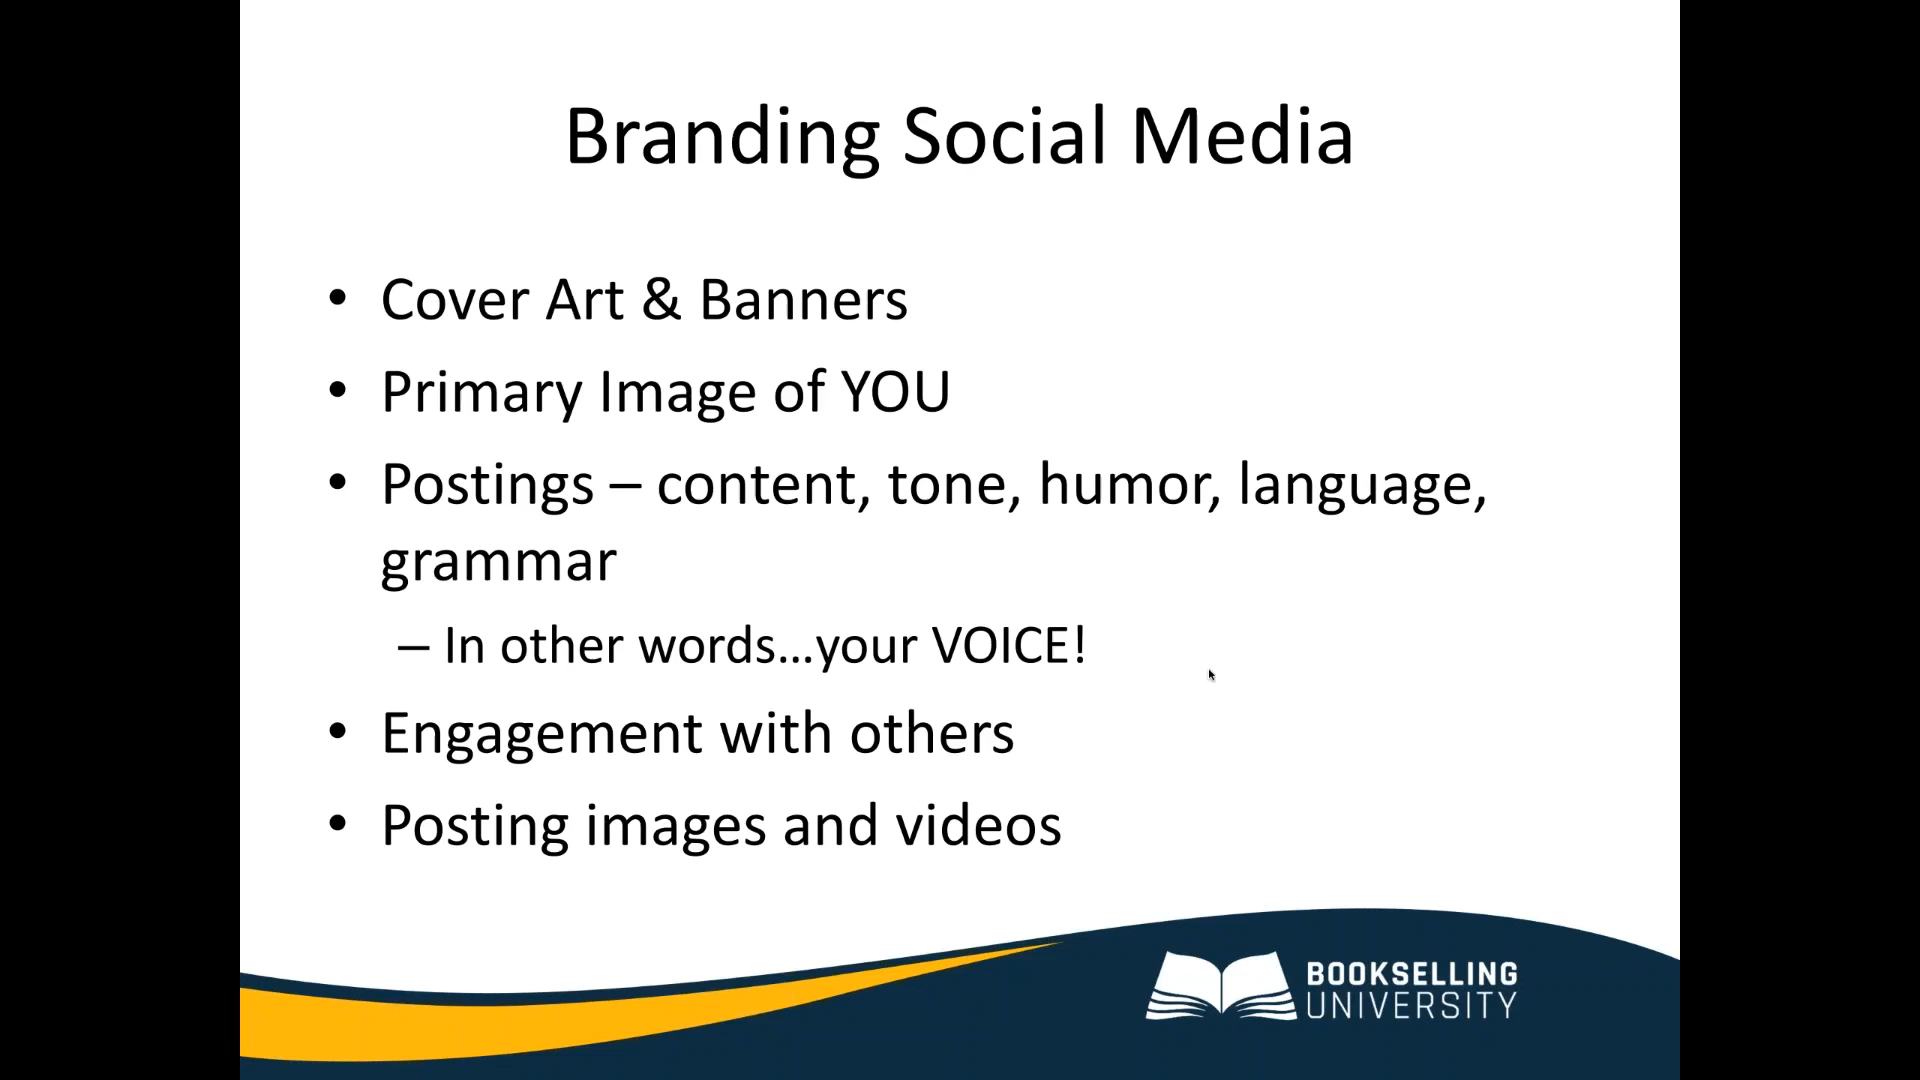 Branding Social Media
• Cover Art & Banners
• Primary Image of YOU
• Postings – content, tone, humor, language,
grammar
– In other words…your VOICE!
• Engagement with others
• Posting images and videos
BOOKSELLING
UNIVERSITY